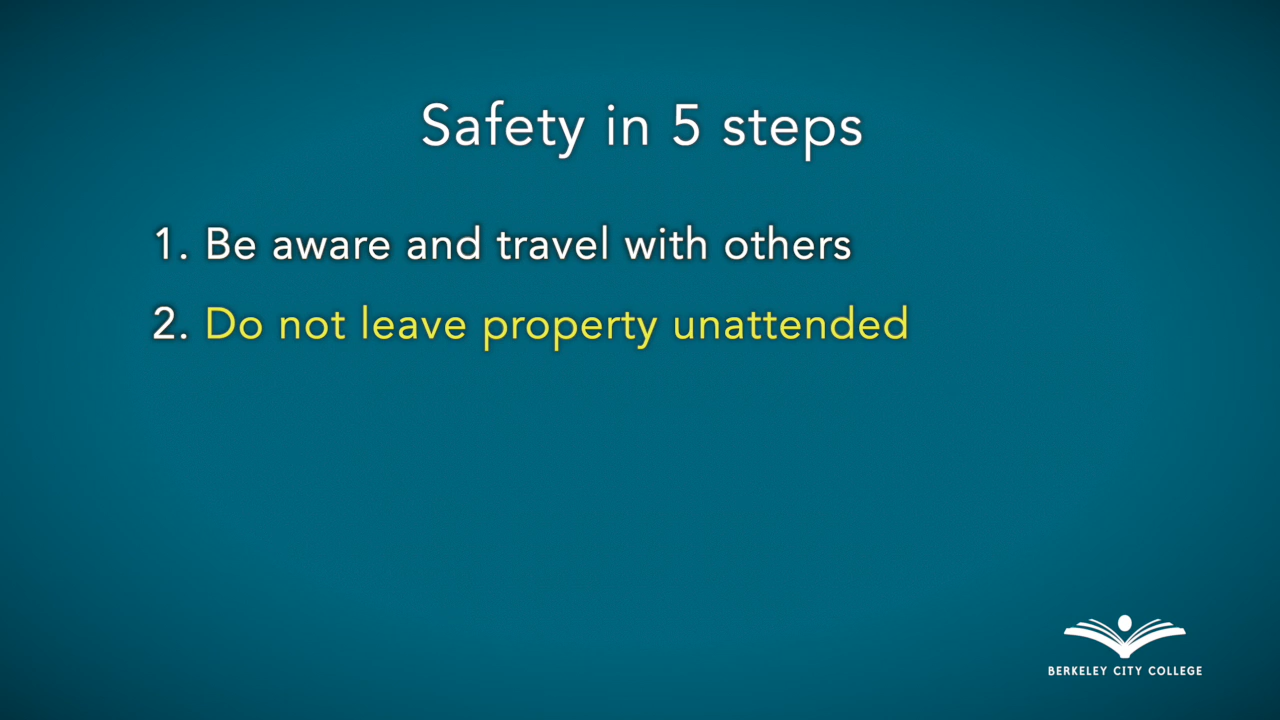 Safety in 5 steps
1. Be aware and travel with others
2. Do not leave property unattended
BERKELEY CITY COLLEGE